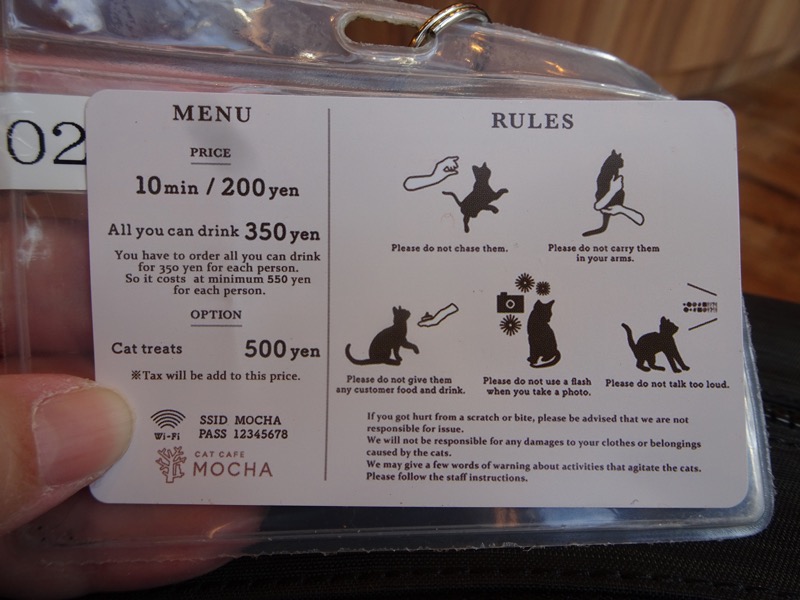 02
MENU
PRICE
10min / 200yen
All you can drink 350yen
You have to order all you can drink
for 350 yen for each person.
So it costs at minimum 550 yen
for each person.
OPTION
Cat treats 500yen
※Tax will be add to this price.
Wi-Fi
SSID MOCHA
PASS 12345678
CAT CAFE
MOCHA
RULES
Please do not chase them.
Please do not carry them
in your arms.
Please do not give them
any customer food and drink.
Please do not use a flash
when you take a photo.
Please do not talk too loud.
If you got hurt from a scratch or bite, please be advised that we are not
responsible for issue.
We will not be responsible for any damages to your clothes or belongings
caused by the cats.
We may give a few words of warning about activities that agitate the cats.
Please follow the staff instructions.